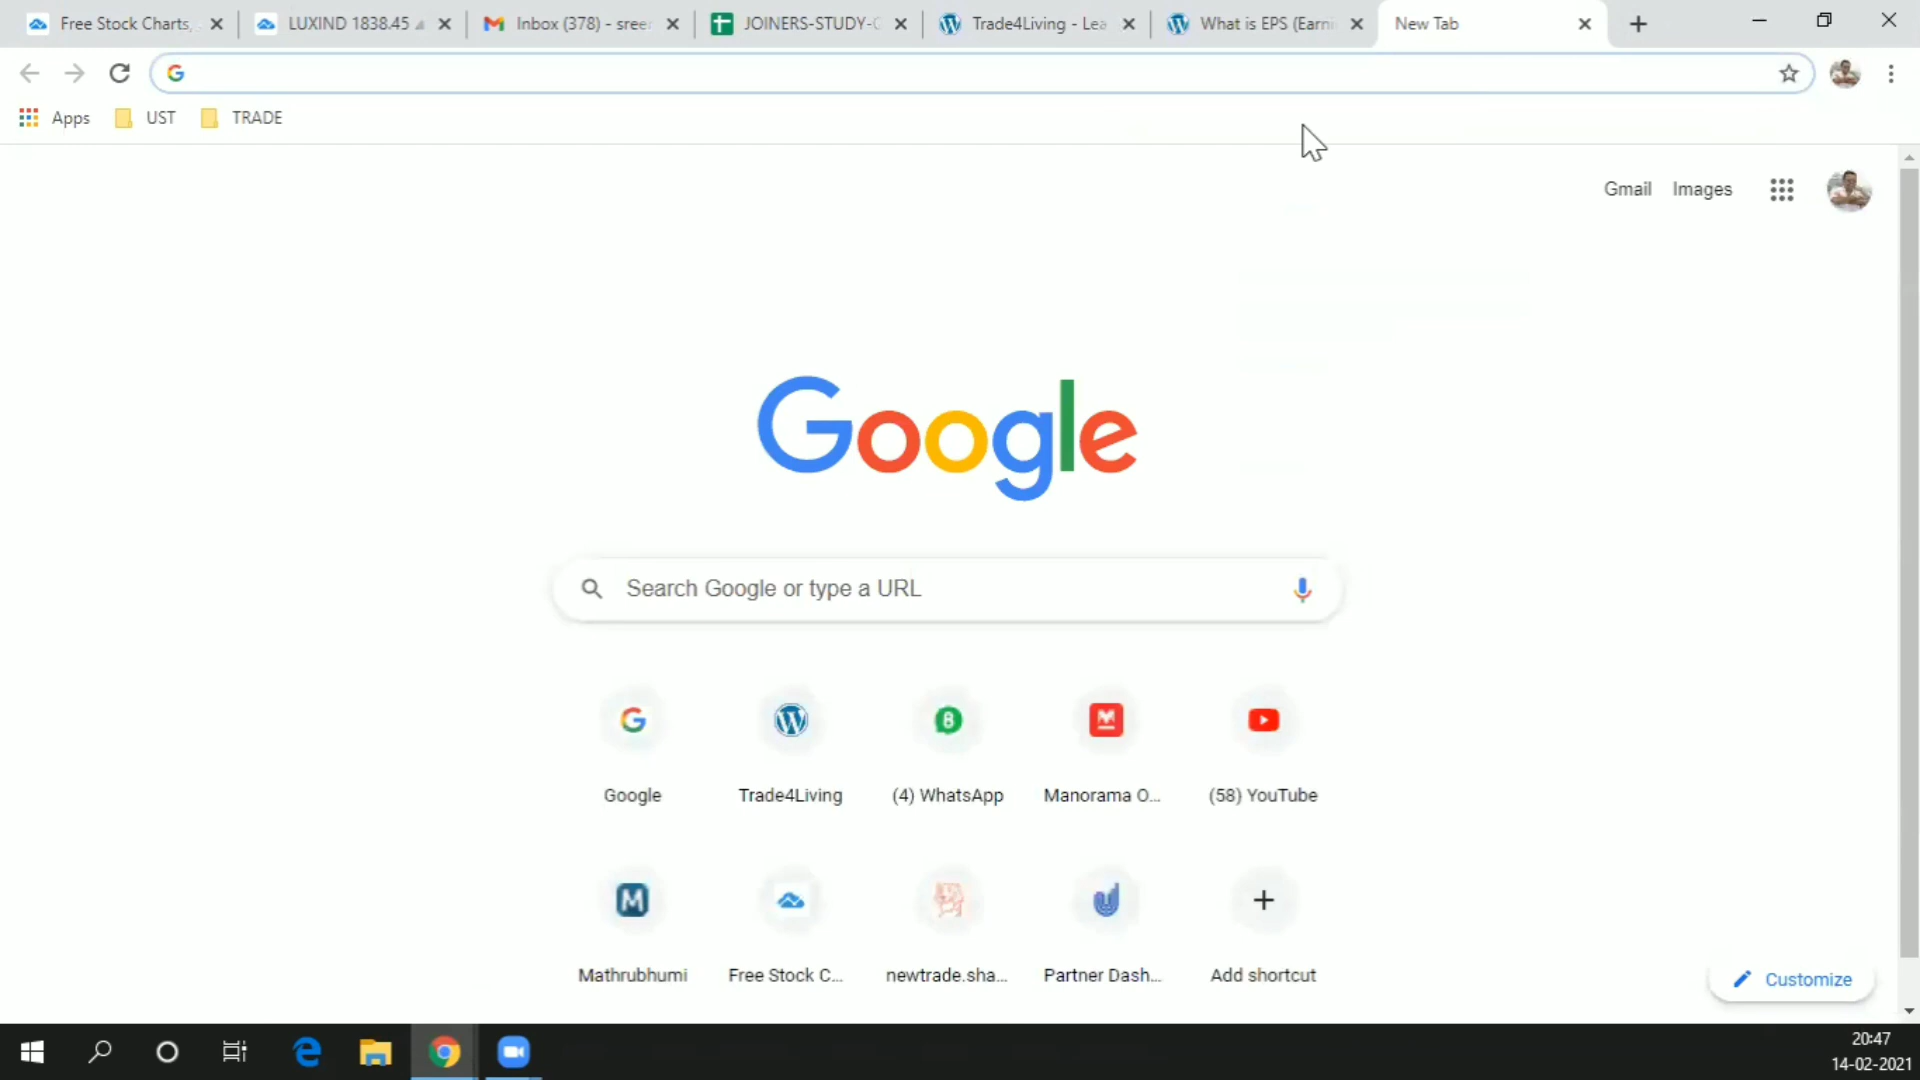 Free Stock Charts,
LUXIND 1838.45
Inbox (378) - sree
JOINERS-STUDY-G
Trade4Living - Lea
What is EPS (Earni
New Tab
Apps
UST
TRADE
Gmail
Images
Google
Search Google or type a URL
Google
Trade4Living
(4) WhatsApp
Manorama O...
(58) YouTube
Mathrubhumi
Free Stock C...
newtrade.sha...
Partner Dash...
Add shortcut
Customize
20:47
14-02-2021